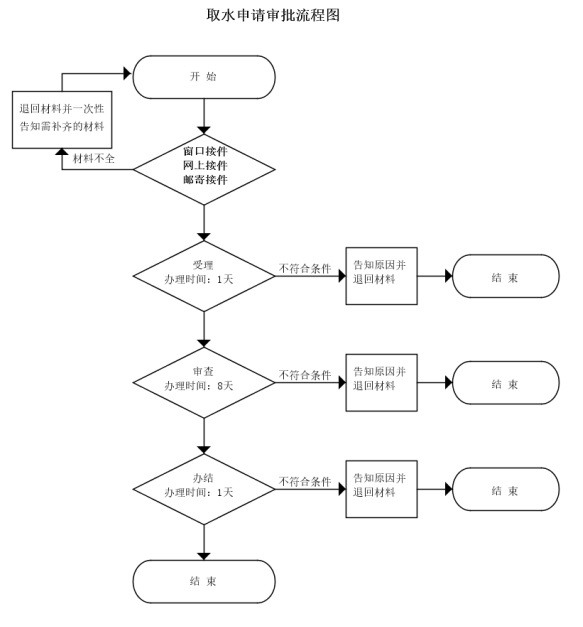 取水申请审批流程图
开 始
退回材料并一次性
告知需补齐的材料
材料不全
窗口接件
网上接件
邮寄接件
受理
办理时间：1天
不符合条件
告知原因并
退回材料
结 束
审查
办理时间：8天
不符合条件
告知原因并
退回材料
结 束
办结
办理时间：1天
不符合条件
告知原因并
退回材料
结 束
结 束